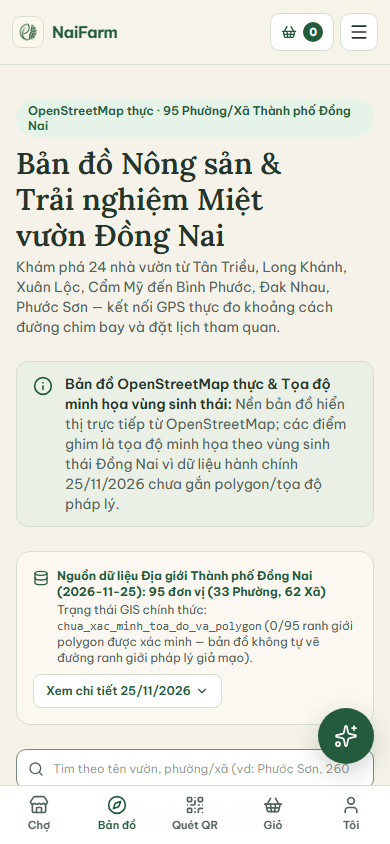 NaiFarm
0
OpenStreetMap thực · 95 Phường/Xã Thành phố Đồng
Nai
Bản đồ Nông sản &
Trải nghiệm Miệt
vườn Đồng Nai
Khám phá 24 nhà vườn từ Tân Triều, Long Khánh,
Xuân Lộc, Cẩm Mỹ đến Bình Phước, Đak Nhau,
Phước Sơn — kết nối GPS thực đo khoảng cách
đường chim bay và đặt lịch tham quan.
Bản đồ OpenStreetMap thực & Tọa độ
minh họa vùng sinh thái: Nền bản đồ hiển
thị trực tiếp từ OpenStreetMap; các điểm
ghim là tọa độ minh họa theo vùng sinh
thái Đồng Nai vì dữ liệu hành chính
25/11/2026 chưa gắn polygon/tọa độ
pháp lý.
Nguồn dữ liệu Địa giới Thành phố Đồng Nai
(2026-11-25): 95 đơn vị (33 Phường, 62 Xã)
Trạng thái GIS chính thức:
chua_xac_minh_toa_do_va_polygon (0/95 ranh giới
polygon được xác minh — bản đồ không tự vẽ
đường ranh giới pháp lý giả mạo).
Xem chi tiết 25/11/2026
Tìm theo tên vườn, phường/xã (vd: Phước Sơn, 260
Chợ
Bản đồ
Quét QR
Giỏ
Tôi